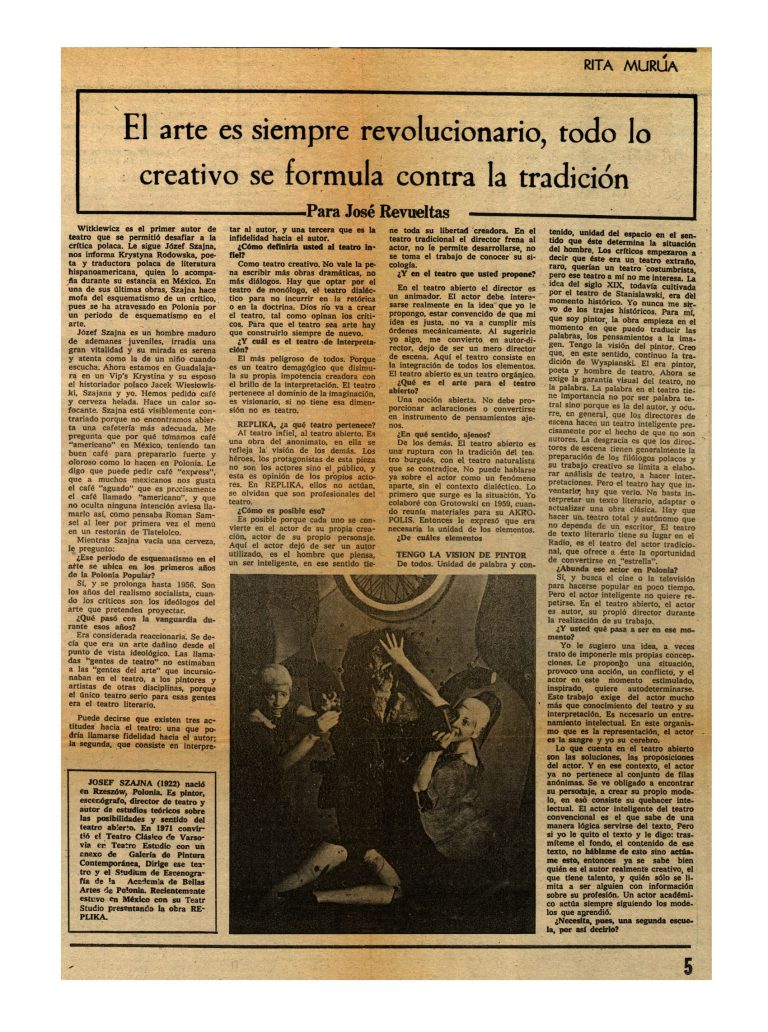 RITA MURÚA
El arte es siempre revolucionario, todo lo
creativo se formula contra la tradición
Para José Revueltas
Witkiewicz es el primer autor de
teatro que se permitió desafiar a la
crítica polaca. Le sigue Józef Szajna,
nos informa Krystyna Rodowska, poe-
ta y traductora polaca de literatura
hispanoamericana, quien lo acompa-
ña durante su estancia en México. En
una de sus últimas obras, Szajna hace
mofa del esquematismo de un crítico,
pues se ha atravesado en Polonia por
un periodo de esquematismo en el
arte.
Józef Szajna es un hombre maduro
de ademanes juveniles, irradia una
gran vitalidad y su mirada es serena
y atenta como la de un niño cuando
escucha. Ahora estamos en Guadalaja-
ra en un Vip's Krystina y su esposo
el historiador polaco Jacek Wiesiowls-
ki, Szajana y yo. Hemos pedido café
y cerveza helada. Hace un calor so-
focante. Szajna está visiblemente con-
trariado porque no encontramos abier-
ta una cafetería más adecuada. Me
pregunta que por qué tomamos café
"americano" en México, teniendo tan
buen café para prepararlo fuerte y
oloroso como lo hacen en Polonia. Le
digo que puede pedir café "express",
que a muchos mexicanos nos gusta
el café "aguado" que es precisamente
el café llamado "americano", y que
no oculta ninguna intención aviesa lla-
marlo así, como pensaba Roman Sam-
sel al leer por primera vez el menú
en un restorán de Tlatelolco.
Mientras Szajna vacía una cerveza,
le pregunto:
¿Ese periodo de esquematismo en el
arte se ubica en los primeros años
de la Polonia Popular?
Sí, y se prolonga hasta 1956. Son
los años del realismo socialista, cuan-
do los críticos son los ideólogos del
arte que pretenden proyectar.
¿Qué pasó con la vanguardia du-
rante esos años?
Era considerada reaccionaria. Se de-
cía que era un arte dañino desde el
punto de vista ideológico. Las llama-
das "gentes de teatro" no estimaban
a las "gentes del arte" que incursio-
naban en el teatro, a los pintores y
artistas de otras disciplinas, porque
el único teatro serio para esas gentes
era el teatro literario.
Puede decirse que existen tres ac-
titudes hacia el teatro: una que po-
dría llamarse fidelidad hacia el autor;
la segunda, que consiste en interpre-
JOSEF SZAJNA (1922) nació
en Rzeszów, Polonia. Es pintor,
escenógrafo, director de teatro y
autor de estudios teóricos sobre
las posibilidades y sentido del
teatro abierto. En 1971 convir-
tió el Teatro Clásico de Varso-
via en Teatro Estudio con un
anexo de Galería de Pintura
Contemporánea, Dirige ese tea-
tro y el Studium de Escenogra-
fía de la Academia de Bellas
Artes de Polonia. Recientemente
estuvo en México con su Teatr
Studio presentando la obra RE-
PLIKA.
tar al autor, y una tercera que es la
infidelidad hacia el autor.
¿Cómo definiría usted al teatro in-
fiel?
Como teatro creativo. No vale la pe-
na escribir más obras dramáticas, no
más diálogos. Hay que optar por el
teatro de monólogo, el teatro dialéc-
tico para no incurrir en la retórica
o en la doctrina. Dios no va a crear
el teatro, tal como opinan los críti-
cos. Para que el teatro sea arte hay
que construirlo siempre de nuevo.
¿Y cuál es el teatro de interpreta-
ción?
El más peligroso de todos. Porque
es un teatro demagógico que disimu-
la su propia impotencia creadora con
el brillo de la interpretación. El teatro
pertenece al dominio de la imaginación,
es visionario, si no tiene esa dimen-
sión no es teatro.
REPLIKA, ¿a qué teatro pertenece?
Al teatro infiel, al teatro abierto. Es
una obra del anonimato, en ella se
refleja la visión de los demás. Los
héroes, los protagonistas de esta pieza
no son los actores sino el público, y
esta es opinión de los propios acto-
res. En REPLIKA, ellos no actúan,
se olvidan que son profesionales del
teatro.
¿Cómo es posible eso?
Es posible porque cada uno se con-
vierte en el actor de su propia crea-
ción, actor de su propio personaje.
Aquí el actor dejó de ser un autor
utilizado, es el hombre que piensa,
un ser inteligente, en ese sentido tie-
ne toda su libertad creadora. En el
teatro tradicional el director frena al
actor, no le permite desarrollarse, no
se toma el trabajo de conocer su si-
cología.
¿Y en el teatro que usted propone?
En el teatro abierto el director es
un animador. El actor debe intere-
sarse realmente en la idea que yo le
propongo, estar convencido de que mi
idea es justa, no va a cumplir mis
órdenes mecánicamente. Al sugerirle
yo algo, me convierto en autor-di-
rector, dejo de ser un mero director
de escena. Aquí el teatro consiste en
la integración de todos los elementos.
El teatro abierto es un teatro orgánico.
¿Qué es el arte para el teatro
abierto?
Una noción abierta. No debe pro-
porcionar aclaraciones o convertirse
en instrumento de pensamientos aje-
nos.
¿En qué sentido, ajenos?
De los demás. El teatro abierto es
una ruptura con la tradición del tea-
tro burgués, con el teatro naturalista
que se contradice. No puede hablarse
ya sobre el actor como un fenómeno
aparte, sin el contexto dialéctico. Lo
primero que surge es la situación. Yo
colaboré con Grotowski en 1959, cuan-
do reunía materiales para su AKRO-
POLIS. Entonces le expresó que era
necesaria la unidad de los elementos.
¿De cuáles elementos
TENGO LA VISION DE PINTOR
De todos. Unidad de palabra y con-
tenido, unidad del espacio en el sen-
tido que éste determina la situación
del hombre. Los críticos empezaron a
decir que éste era un teatro extraño,
raro, querían un teatro costumbrista,
pero ese teatro a mí no me interesa. La
idea del siglo XIX, todavía cultivada
por el teatro de Stanislawski, era del
momento histórico. Yo nunca me sir-
vo de los trajes históricos. Para mí,
que soy pintor, la obra empieza en el
momento en que puedo traducir las
palabras, los pensamientos a la ima-
gen. Tengo la visión del pintor. Creo
que, en este sentido, continuo la tra-
dición de Wyspianski. El era pintor,
poeta y hombre de teatro. Ahora se
exige la garantía visual del teatro, no
la palabra. La palabra en el teatro tie-
ne importancia no por ser palabra tea-
tral sino porque es la del autor, y ocu-
rre, en general, que los directores de
escena hacen un teatro inteligente pre-
cisamente por el hecho de que no son
autores. La desgracia es que los direc-
tores de escena tienen generalmente la
preparación de los filólogos polacos y
su trabajo creativo se limita a elabo-
rar análisis de teatro, a hacer inter-
pretaciones. Pero el teatro hay que in-
ventarlo, hay que verlo. No basta in-
terpretar un texto literario, adaptar o
actualizar una obra clásica. Hay que
hacer un teatro total y autónomo que
no dependa de un escritor. El teatro
de texto literario tiene su lugar en el
Radio, es el teatro del actor tradicio-
nal, que ofrece a éste la oportunidad
de convertirse en "estrella".
¿Abunda ese actor en Polonia?
Sí, y busca el cine o la televisión
para hacerse popular en poco tiempo.
Pero el actor inteligente no quiere re-
petirse. En el teatro abierto, el actor
es autor, su propio director durante
la realización de su trabajo.
¿Y usted qué pasa a ser en ese mo-
mento?
Yo le sugiero una idea, a veces
trato de imponerle mis propias concep-
ciones. Le propongo una situación,
provoco una acción, un conflicto, y el
actor en este momento estimulado,
inspirado, quiere autodeterminarse.
Este trabajo exige del actor mucho
más que conocimiento del teatro y su
interpretación. Es necesario un entre-
namiento intelectual. En este organis-
mo que es la representación, el actor
es la sangre y yo su cerebro.
Lo que cuenta en el teatro abierto
son las soluciones, las proposiciones
del actor. Y en ese contexto, el actor
ya no pertenece al conjunto de filas
anónimas. Se ve obligado a encontrar
su personaje, a crear su propio mode-
lo, en eso consiste su quehacer inte-
lectual. El actor inteligente del teatro
convencional es el que sabe de una
manera lógica servirse del texto. Pero
si yo le quito el texto y le digo: tras-
míteme el fondo, el contenido de ese
texto, no háblame de esto sino actúa-
me esto, entonces ya se sabe bien
quién es el autor realmente creativo, el
que tiene talento, y quién sólo se li-
mita a ser alguien con información
sobre su profesión. Un actor académi-
co actúa siempre siguiendo los mode-
los que aprendió.
¿Necesita, pues, una segunda escue-
la, por así decirlo?
5